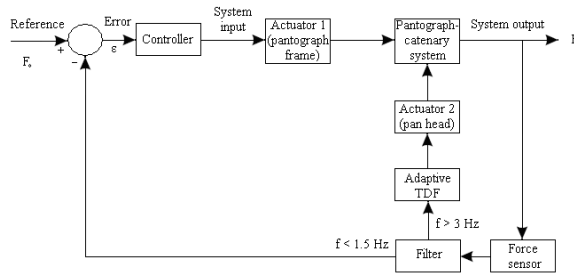 Reference
Error
System
input
Actuator 1
(pantograph
frame)
Pantograph-
catenary
system
System output
F
Controller
+
ε
F₀
−
Actuator 2
(pan head)
Adaptive
TDF
f > 3 Hz
f < 1.5 Hz
Filter
Force
sensor